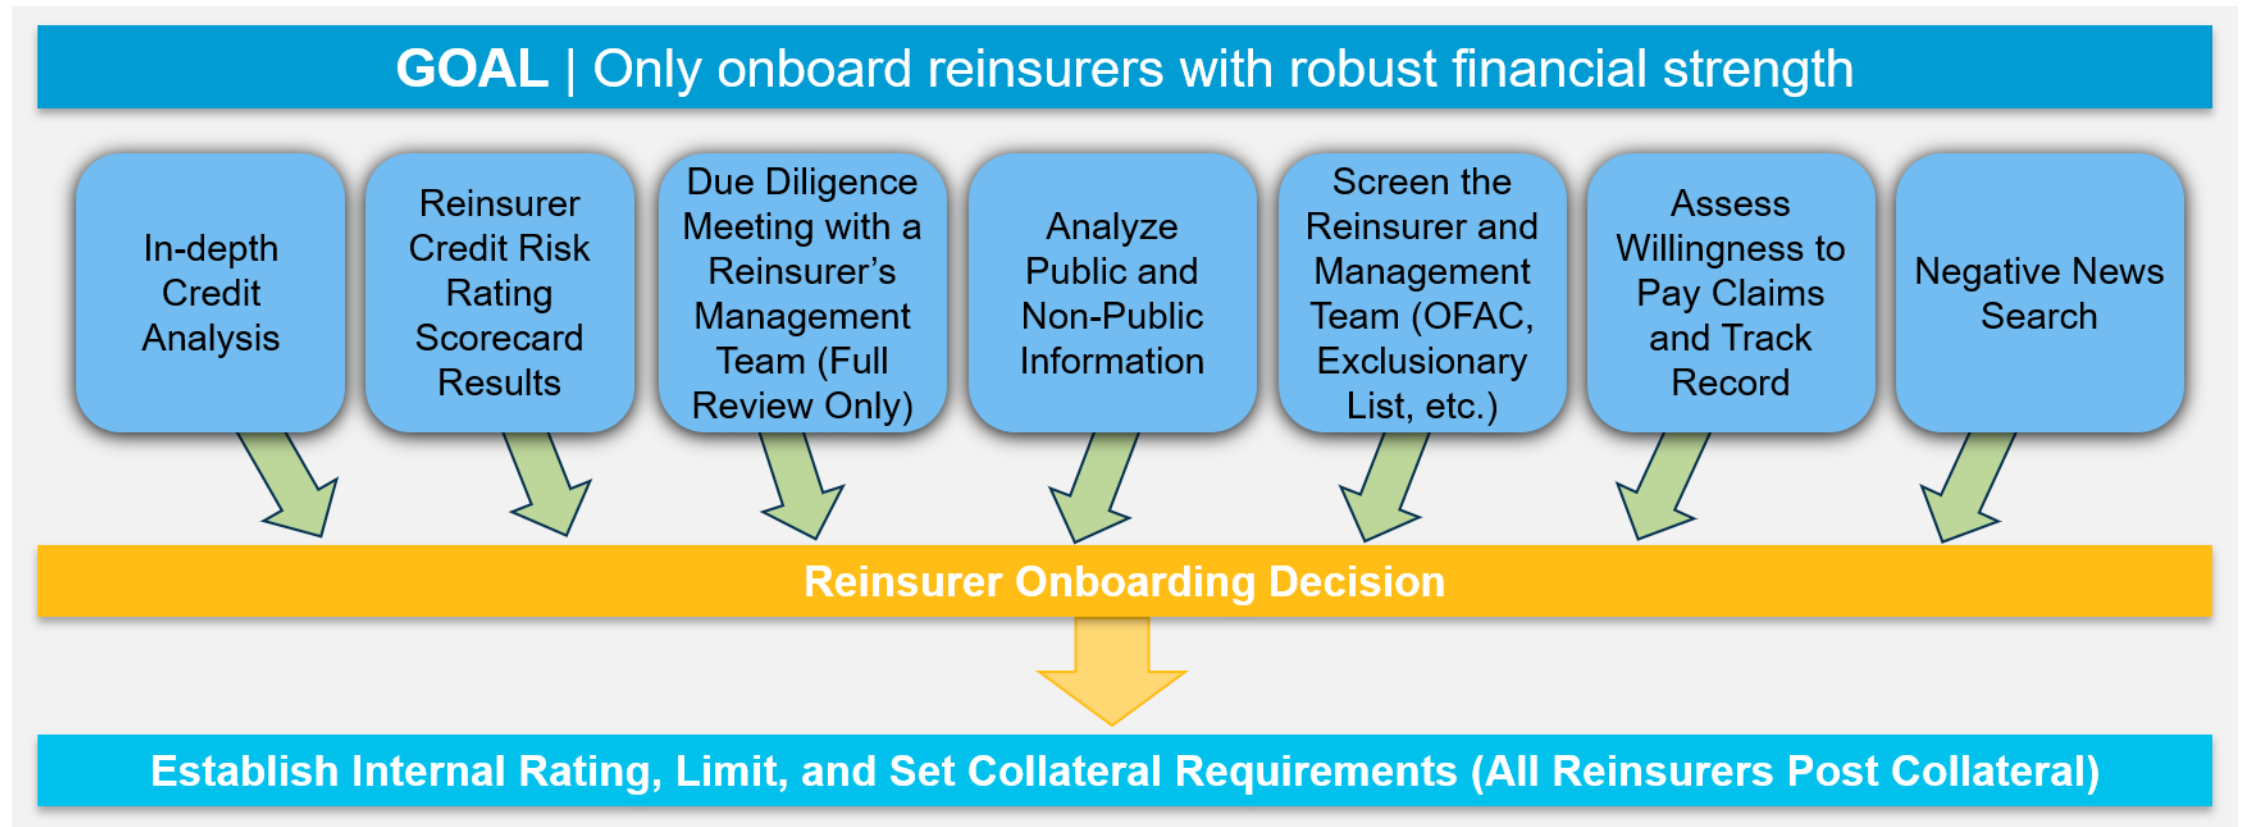 GOAL | Only onboard reinsurers with robust financial strength
In-depth
Credit
Analysis
Reinsurer
Credit Risk
Rating
Scorecard
Results
Due Diligence
Meeting with a
Reinsurer’s
Management
Team (Full
Review Only)
Analyze
Public and
Non-Public
Information
Screen the
Reinsurer and
Management
Team (OFAC,
Exclusionary
List, etc.)
Assess
Willingness to
Pay Claims
and Track
Record
Negative News
Search
Reinsurer Onboarding Decision
Establish Internal Rating, Limit, and Set Collateral Requirements (All Reinsurers Post Collateral)